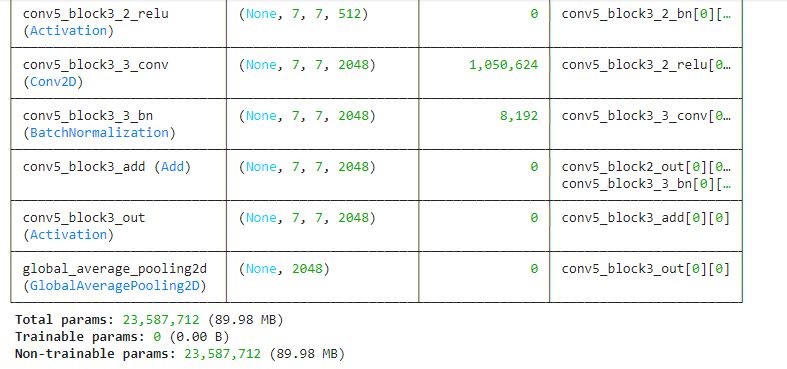 conv5_block3_2_relu (None, 7, 7, 512) 0 conv5_block3_2_bn[0][…
(Activation)
conv5_block3_3_conv (None, 7, 7, 2048) 1,050,624 conv5_block3_2_relu[0…
(Conv2D)
conv5_block3_3_bn (None, 7, 7, 2048) 8,192 conv5_block3_3_conv[0…
(BatchNormalization)
conv5_block3_add (Add) (None, 7, 7, 2048) 0 conv5_block2_out[0][0…
conv5_block3_3_bn[0][…
conv5_block3_out (None, 7, 7, 2048) 0 conv5_block3_add[0][0]
(Activation)
global_average_pooling2d (None, 2048) 0 conv5_block3_out[0][0]
(GlobalAveragePooling2D)
Total params: 23,587,712 (89.98 MB)
Trainable params: 0 (0.00 B)
Non-trainable params: 23,587,712 (89.98 MB)